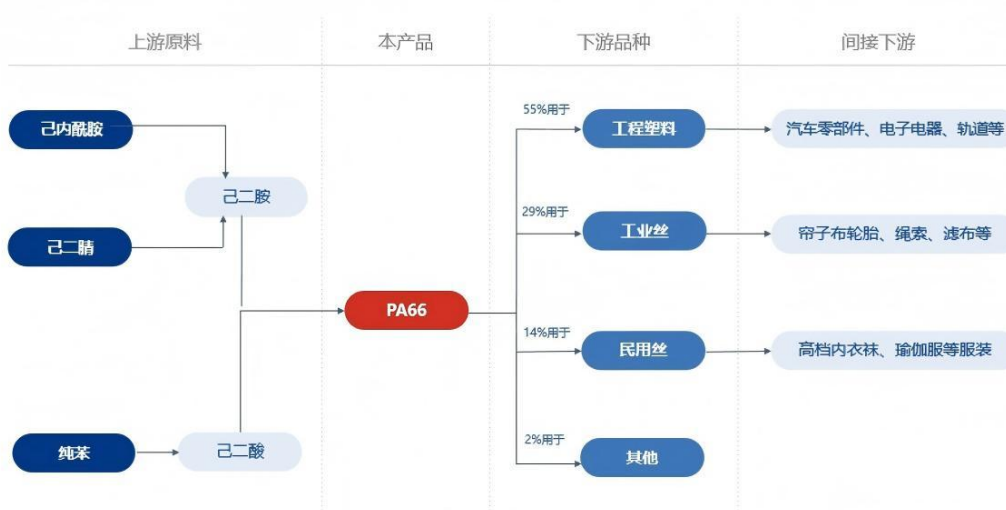 上游原料
本产品
下游品种
间接下游
己内酰胺
己二胺
己二腈
纯苯
己二酸
PA66
55%用于
工程塑料
汽车零部件、电子电器、轨道等
29%用于
工业丝
帘子布轮胎、绳索、滤布等
14%用于
民用丝
高档内衣袜、瑜伽服等服装
2%用于
其他